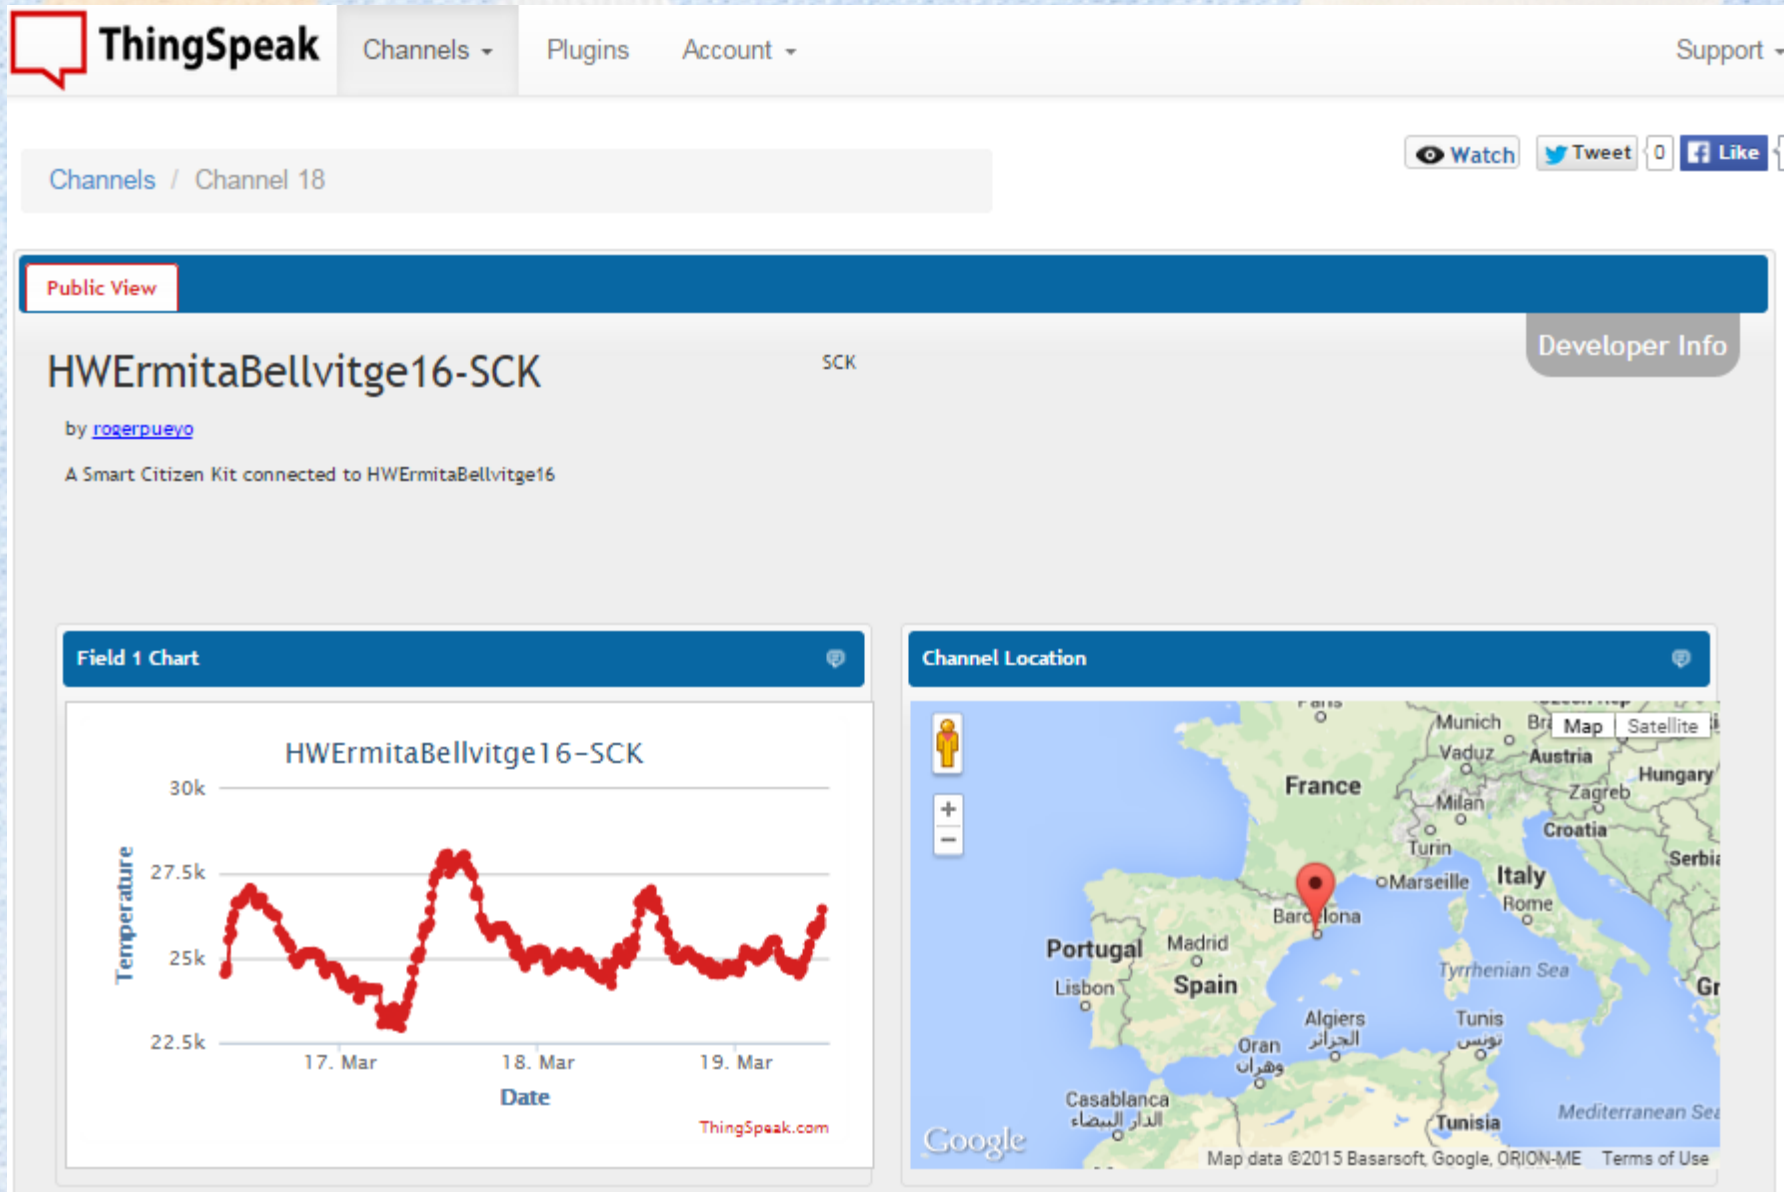 ThingSpeak Channels Plugins Account Support
Watch Tweet 0 Like
Channels / Channel 18
Public View
Developer Info
HWErmitaBellvitge16-SCK SCK
by rogerpueyo
A Smart Citizen Kit connected to HWErmitaBellvitge16
Field 1 Chart
HWErmitaBellvitge16-SCK
30k
27.5k
25k
22.5k
Temperature
17. Mar 18. Mar 19. Mar
Date
ThingSpeak.com
Channel Location
Map Satellite
Paris
Munich
Vaduz
Austria
Hungary
France
Milan
Zagreb
Croatia
Turin
Serbia
Marseille
Italy
Rome
Barcelona
Portugal
Madrid
Lisbon
Spain
Tyrrhenian Sea
Gr
Algiers
الجزائر
Tunis
تونس
Oran
وهران
Casablanca
الدار البيضاء
Tunisia
Mediterranean Sea
Google
Map data ©2015 Basarsoft, Google, ORION-ME Terms of Use